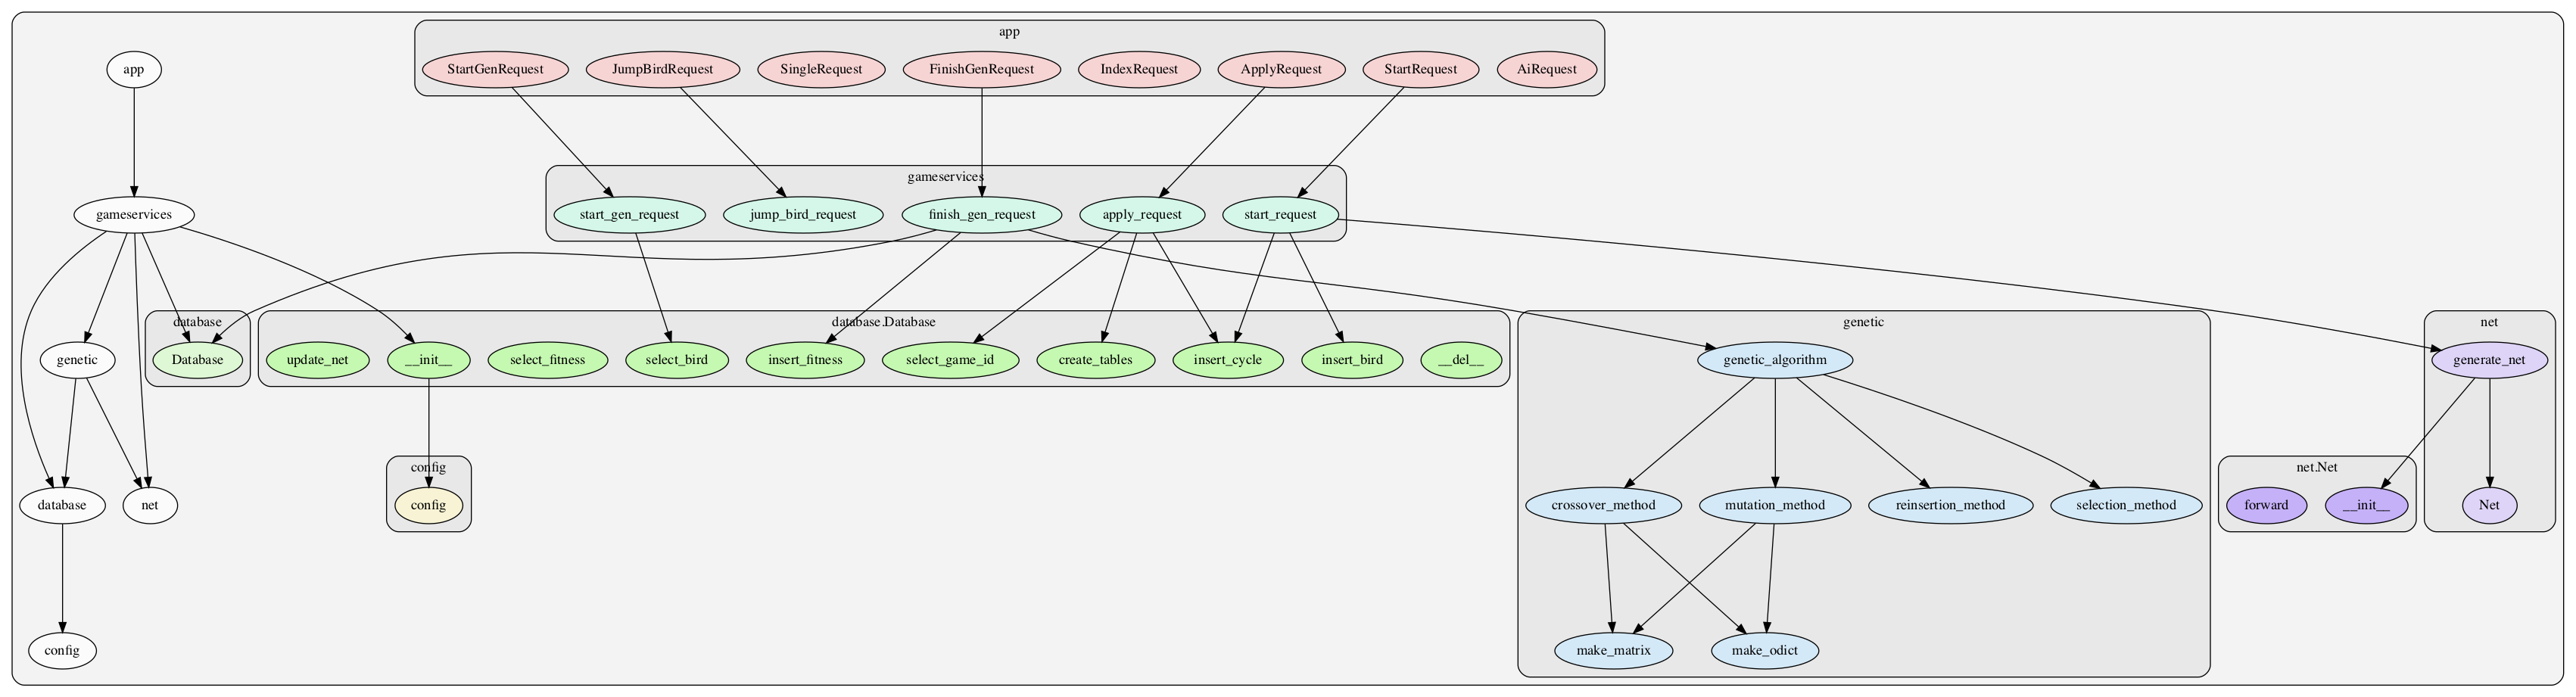 app
app
StartGenRequest
JumpBirdRequest
SingleRequest
FinishGenRequest
IndexRequest
ApplyRequest
StartRequest
AiRequest
gameservices
gameservices
start_gen_request
jump_bird_request
finish_gen_request
apply_request
start_request
database
database.Database
genetic
net
genetic
Database
update_net
__init__
select_fitness
select_bird
insert_fitness
select_game_id
create_tables
insert_cycle
insert_bird
__del__
genetic_algorithm
generate_net
config
net.Net
database
net
config
crossover_method
mutation_method
reinsertion_method
selection_method
forward
__init__
Net
config
make_matrix
make_odict